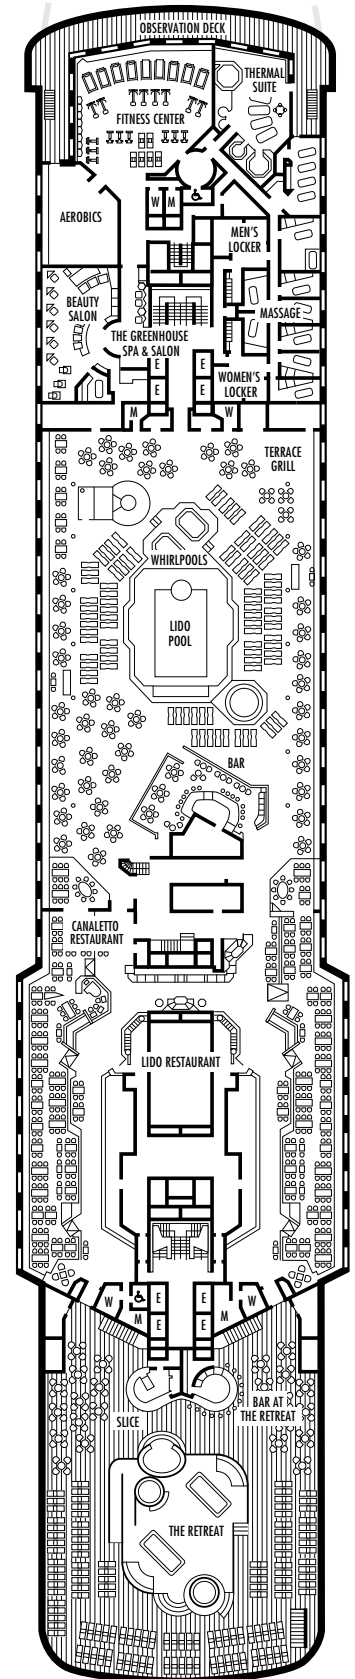 OBSERVATION DECK
THERMAL
SUITE
FITNESS CENTER
W M
AEROBICS
MEN'S
LOCKER
BEAUTY
SALON
MASSAGE
THE GREENHOUSE
SPA & SALON
E E
E E
WOMEN'S
LOCKER
M W
TERRACE
GRILL
WHIRLPOOLS
LIDO
POOL
BAR
CANALETTO
RESTAURANT
LIDO RESTAURANT
W E E W
M E E M
SLICE
BAR AT
THE RETREAT
THE RETREAT